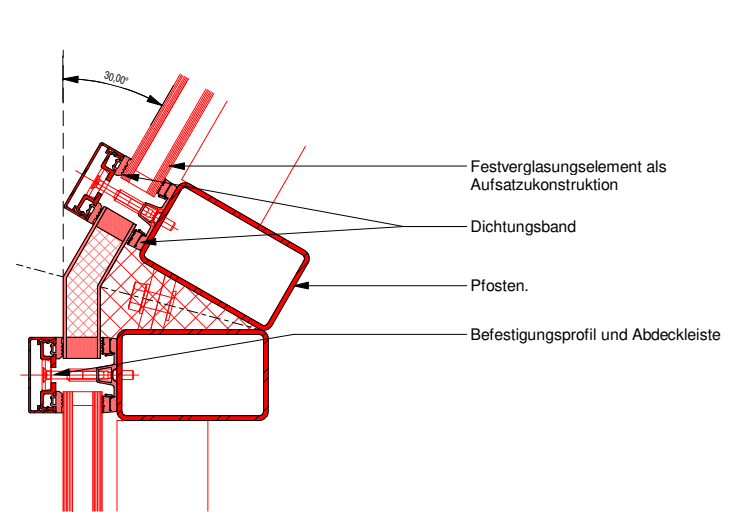 30,00°
Festverglasungselement als
Aufsatzukonstruktion
Dichtungsband
Pfosten.
Befestigungsprofil und Abdeckleiste